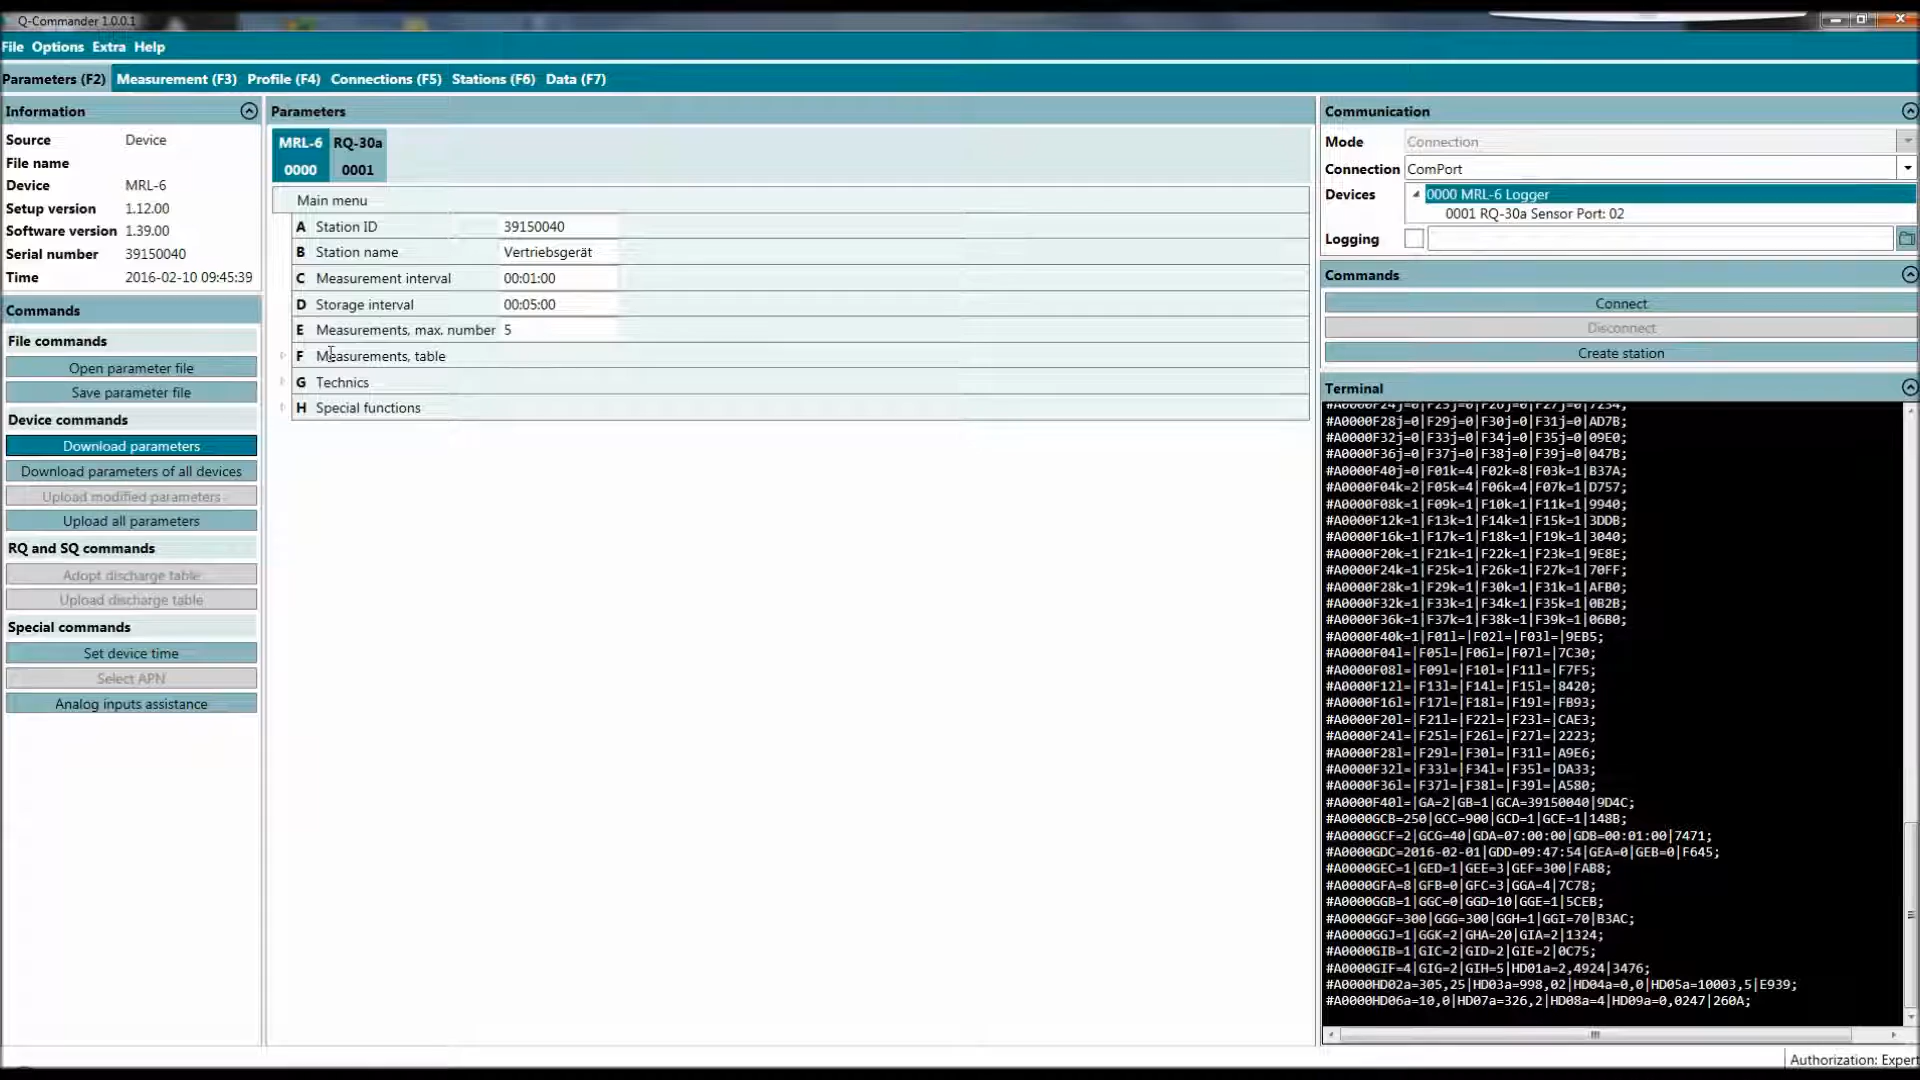 Q-Commander 1.0.0.1
File Options Extra Help
Parameters (F2) Measurement (F3) Profile (F4) Connections (F5) Stations (F6) Data (F7)
Information
Source Device
File name
Device MRL-6
Setup version 1.12.00
Software version 1.39.00
Serial number 39150040
Time 2016-02-10 09:45:39
Commands
File commands
Open parameter file
Save parameter file
Device commands
Download parameters
Download parameters of all devices
Upload modified parameters
Upload all parameters
RQ and SQ commands
Adopt discharge table
Upload discharge table
Special commands
Set device time
Select APN
Analog inputs assistance
Parameters
MRL-6 RQ-30a
0000 0001
Main menu
A Station ID 39150040
B Station name Vertriebsgerät
C Measurement interval 00:01:00
D Storage interval 00:05:00
E Measurements, max. number 5
F Measurements, table
G Technics
H Special functions
Communication
Mode Connection
Connection ComPort
Devices 0000 MRL-6 Logger
0001 RQ-30a Sensor Port: 02
Logging
Commands
Connect
Disconnect
Create station
Terminal
#A0000F24j=0|F25j=0|F26j=0|F27j=0|7254;
#A0000F28j=0|F29j=0|F30j=0|F31j=0|AD7B;
#A0000F32j=0|F33j=0|F34j=0|F35j=0|09E0;
#A0000F36j=0|F37j=0|F38j=0|F39j=0|047B;
#A0000F40j=0|F01k=4|F02k=8|F03k=1|B37A;
#A0000F04k=2|F05k=4|F06k=4|F07k=1|D757;
#A0000F08k=1|F09k=1|F10k=1|F11k=1|9940;
#A0000F12k=1|F13k=1|F14k=1|F15k=1|3DDB;
#A0000F16k=1|F17k=1|F18k=1|F19k=1|3040;
#A0000F20k=1|F21k=1|F22k=1|F23k=1|9E8E;
#A0000F24k=1|F25k=1|F26k=1|F27k=1|70FF;
#A0000F28k=1|F29k=1|F30k=1|F31k=1|AFB0;
#A0000F32k=1|F33k=1|F34k=1|F35k=1|0B2B;
#A0000F36k=1|F37k=1|F38k=1|F39k=1|06B0;
#A0000F40k=1|F01l=|F02l=|F03l=|9EB5;
#A0000F04l=|F05l=|F06l=|F07l=|7C30;
#A0000F08l=|F09l=|F10l=|F11l=|F7F5;
#A0000F12l=|F13l=|F14l=|F15l=|8420;
#A0000F16l=|F17l=|F18l=|F19l=|FB93;
#A0000F20l=|F21l=|F22l=|F23l=|CAE3;
#A0000F24l=|F25l=|F26l=|F27l=|2223;
#A0000F28l=|F29l=|F30l=|F31l=|A9E6;
#A0000F32l=|F33l=|F34l=|F35l=|DA33;
#A0000F36l=|F37l=|F38l=|F39l=|A580;
#A0000F40l=|GA=2|GB=1|GCA=39150040|9D4C;
#A0000GCB=250|GCC=900|GCD=1|GCE=1|148B;
#A0000GCF=2|GCG=40|GDA=07:00:00|GDB=00:01:00|7471;
#A0000GDC=2016-02-01|GDD=09:47:54|GEA=0|GEB=0|F645;
#A0000GEC=1|GED=1|GEE=3|GEF=300|FAB8;
#A0000GFA=8|GFB=0|GFC=3|GGA=4|7C78;
#A0000GGB=1|GGC=0|GGD=10|GGE=1|5CEB;
#A0000GGF=300|GGG=300|GGH=1|GGI=70|B3AC;
#A0000GGJ=1|GGK=2|GHA=20|GIA=2|1324;
#A0000GIB=1|GIC=2|GID=2|GIE=2|0C75;
#A0000GIF=4|GIG=2|GIH=5|HD01a=2,4924|3476;
#A0000HD02a=305,25|HD03a=998,02|HD04a=0,0|HD05a=10003,5|E939;
#A0000HD06a=10,0|HD07a=326,2|HD08a=4|HD09a=0,0247|260A;
Authorization: Expert